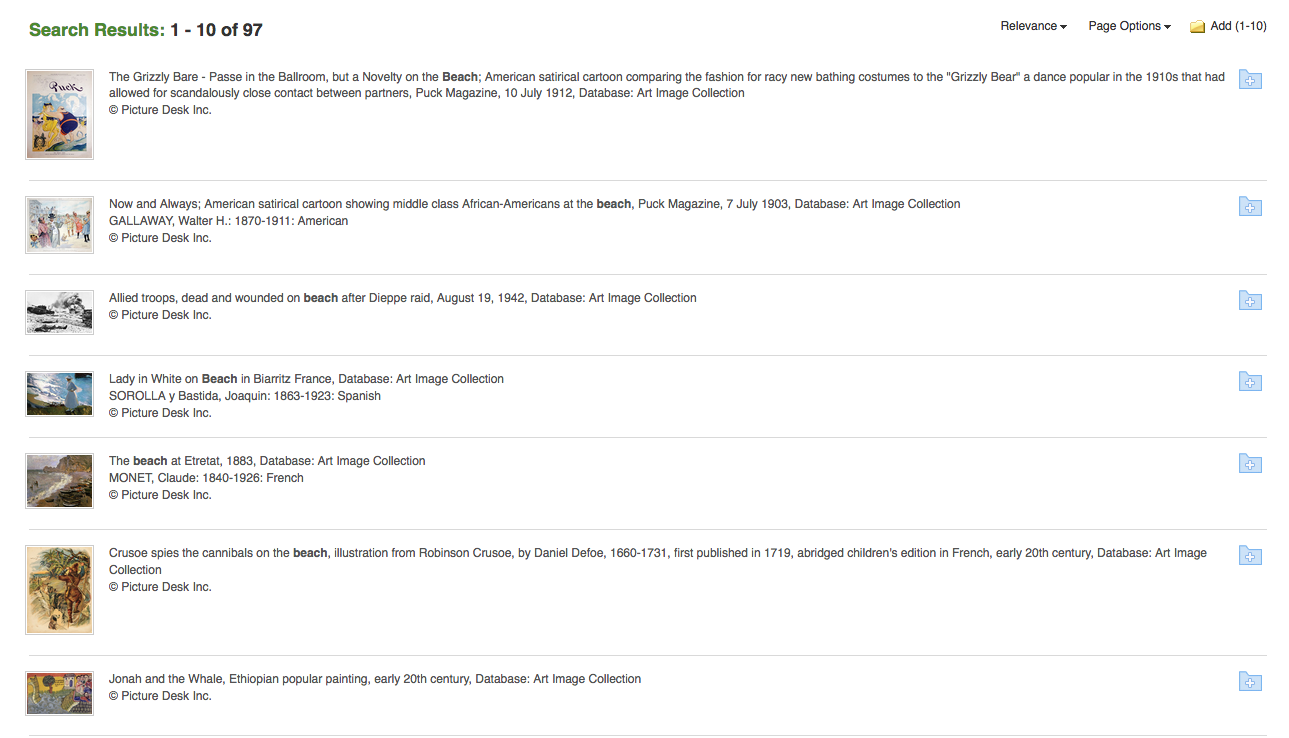 Search Results: 1 - 10 of 97
Relevance Page Options Add (1-10)
Puck
The Grizzly Bare - Passe in the Ballroom, but a Novelty on the Beach; American satirical cartoon comparing the fashion for racy new bathing costumes to the "Grizzly Bear" a dance popular in the 1910s that had
allowed for scandalously close contact between partners, Puck Magazine, 10 July 1912, Database: Art Image Collection
© Picture Desk Inc.
Now and Always; American satirical cartoon showing middle class African-Americans at the beach, Puck Magazine, 7 July 1903, Database: Art Image Collection
GALLAWAY, Walter H.: 1870-1911: American
© Picture Desk Inc.
Allied troops, dead and wounded on beach after Dieppe raid, August 19, 1942, Database: Art Image Collection
© Picture Desk Inc.
Lady in White on Beach in Biarritz France, Database: Art Image Collection
SOROLLA y Bastida, Joaquin: 1863-1923: Spanish
© Picture Desk Inc.
The beach at Etretat, 1883, Database: Art Image Collection
MONET, Claude: 1840-1926: French
© Picture Desk Inc.
Crusoe spies the cannibals on the beach, illustration from Robinson Crusoe, by Daniel Defoe, 1660-1731, first published in 1719, abridged children's edition in French, early 20th century, Database: Art Image
Collection
© Picture Desk Inc.
Jonah and the Whale, Ethiopian popular painting, early 20th century, Database: Art Image Collection
© Picture Desk Inc.